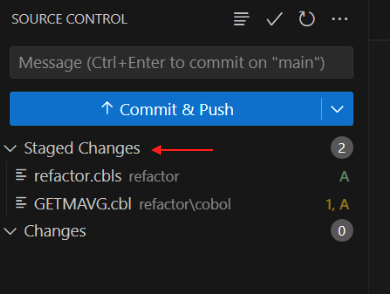 SOURCE CONTROL
Message (Ctrl+Enter to commit on "main")
Commit & Push
Staged Changes 2
refactor.cbls refactor A
GETMAVG.cbl refactor\cobol 1, A
Changes 0